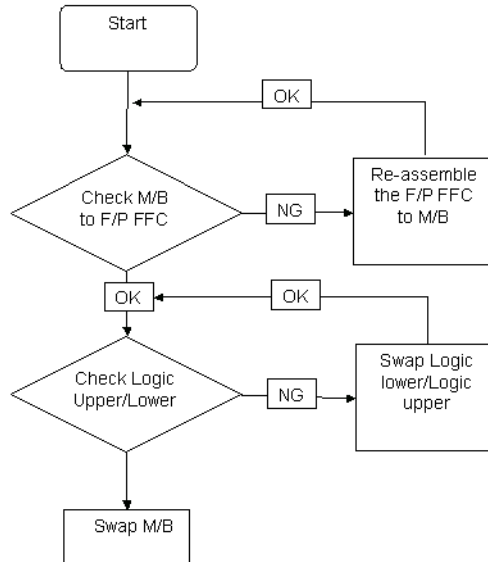 Start
OK
Check M/B
to F/P FFC
NG
Re-assemble
the F/P FFC
to M/B
OK
OK
Check Logic
Upper/Lower
NG
Swap Logic
lower/Logic
upper
Swap M/B